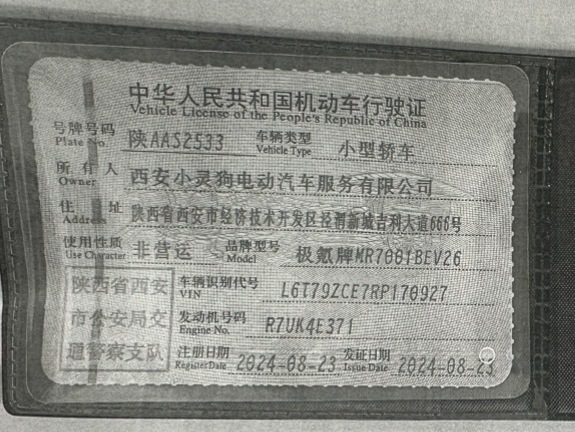 中华人民共和国机动车行驶证
Vehicle License of the People's Republic of China
号牌号码 Plate No. 陕AAS2533 车辆类型 Vehicle Type 小型轿车
所有人 Owner 西安小灵狗电动汽车服务有限公司
住址 Address 陕西省西安市经济技术开发区泾渭新城吉利大道666号
使用性质 Use Character 非营运 品牌型号 Model 极氪牌MR7001BEV26
车辆识别代号 VIN L6T79ZCE7RP170927
发动机号码 Engine No. R7UK4E371
注册日期 Register Date 2024-08-23 发证日期 Issue Date 2024-08-23
陕西省西安
市公安局交
通警察支队